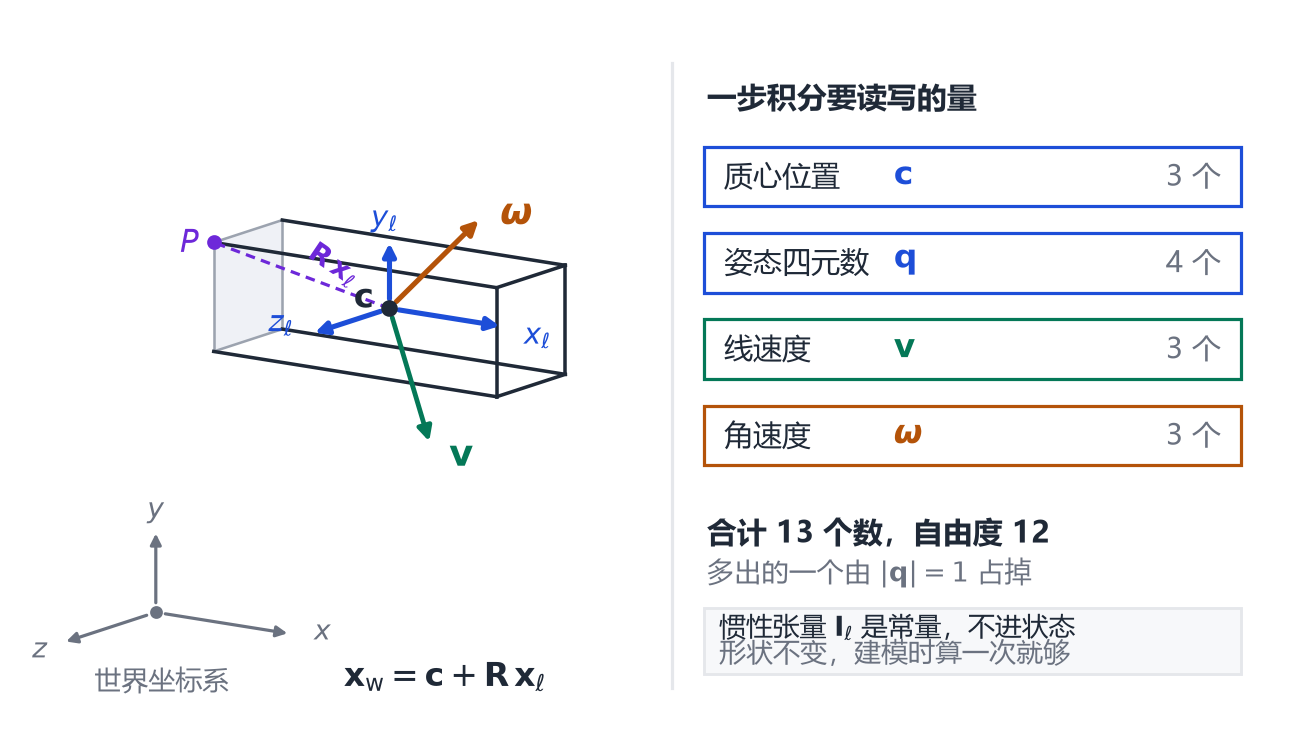 一步积分要读写的量
质心位置 c 3 个
姿态四元数 q 4 个
线速度 v 3 个
角速度 ω 3 个
合计 13 个数，自由度 12
多出的一个由 |q| = 1 占掉
惯性张量 I_ℓ 是常量，不进状态
形状不变，建模时算一次就够
P
R x_ℓ
c
y_ℓ
ω
z_ℓ
x_ℓ
v
y
x
z
世界坐标系
x_w = c + R x_ℓ